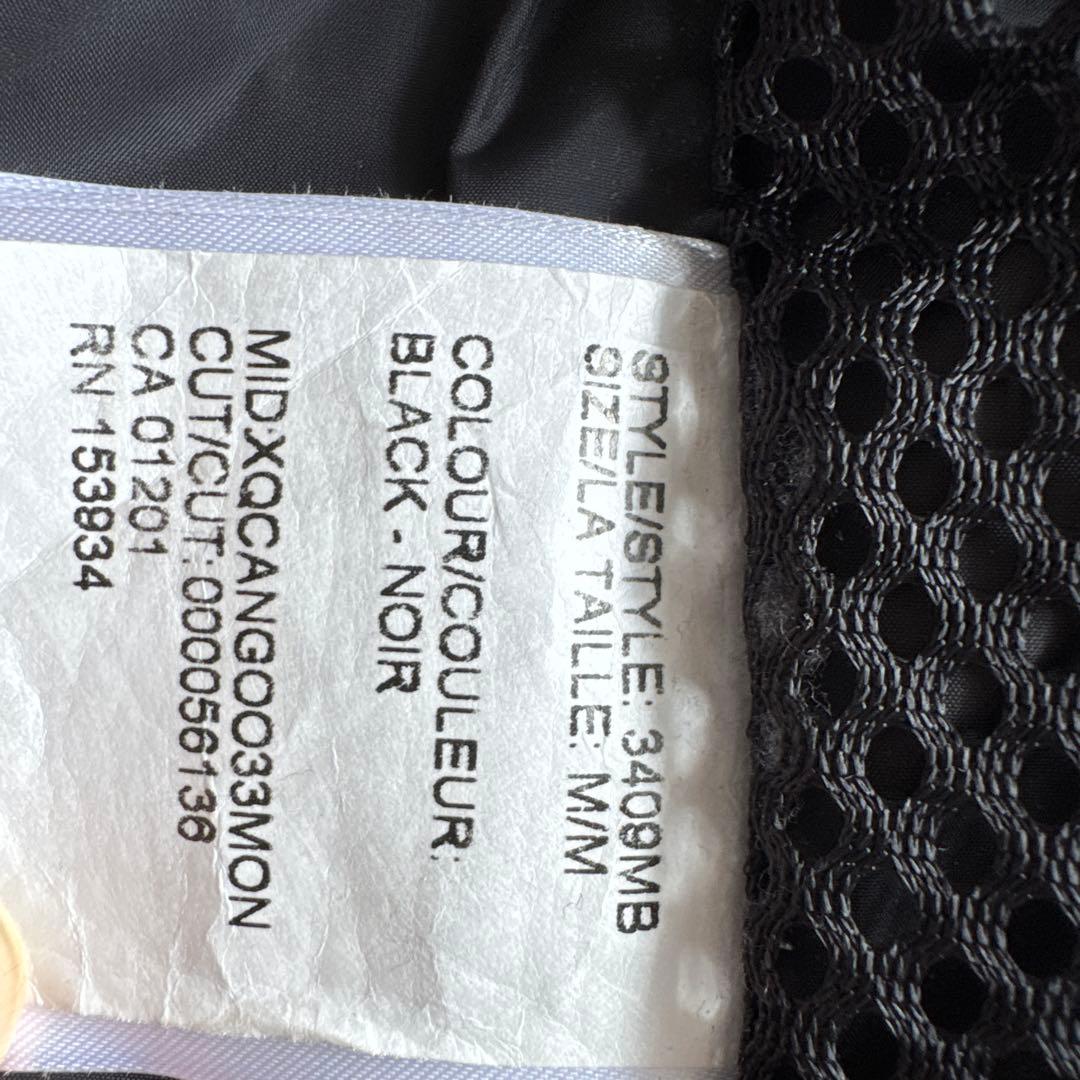 STYLE/STYLE: 3409MB
SIZE/LA TAILLE: M/M
COLOUR/COULEUR:
BLACK - NOIR
MID:XQCANGOO33MON
CUT/CUT: 000056136
CA 01201
RN 153934